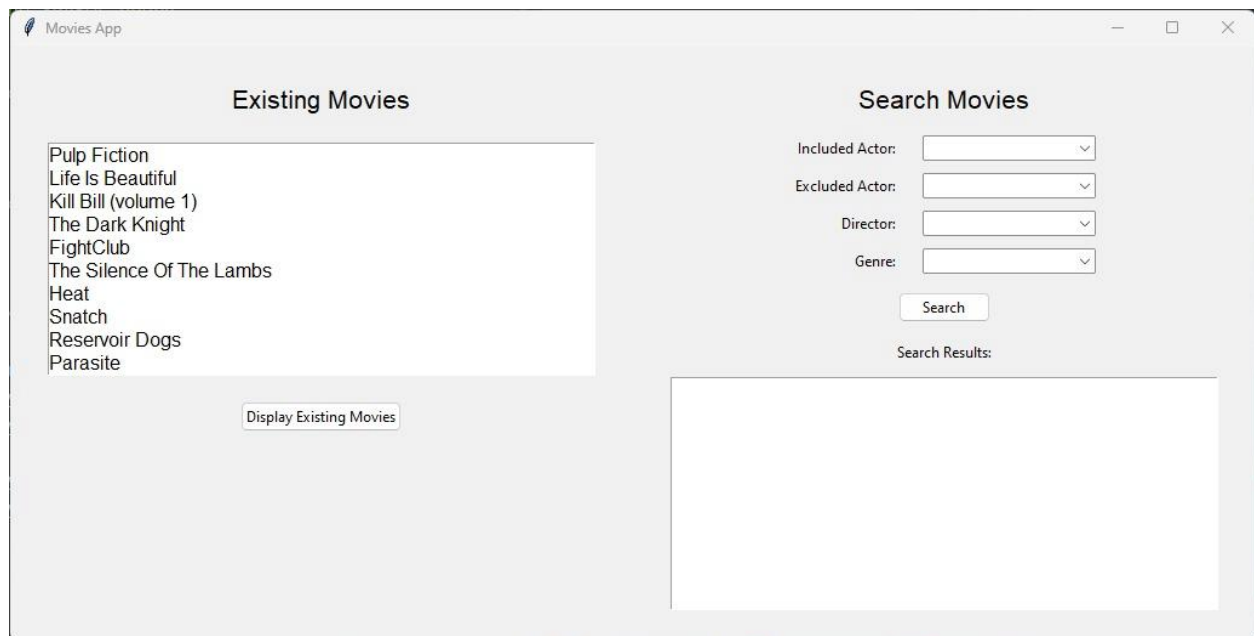 Movies App
Existing Movies
Pulp Fiction
Life Is Beautiful
Kill Bill (volume 1)
The Dark Knight
FightClub
The Silence Of The Lambs
Heat
Snatch
Reservoir Dogs
Parasite
Display Existing Movies
Search Movies
Included Actor:
Excluded Actor:
Director:
Genre:
Search
Search Results: